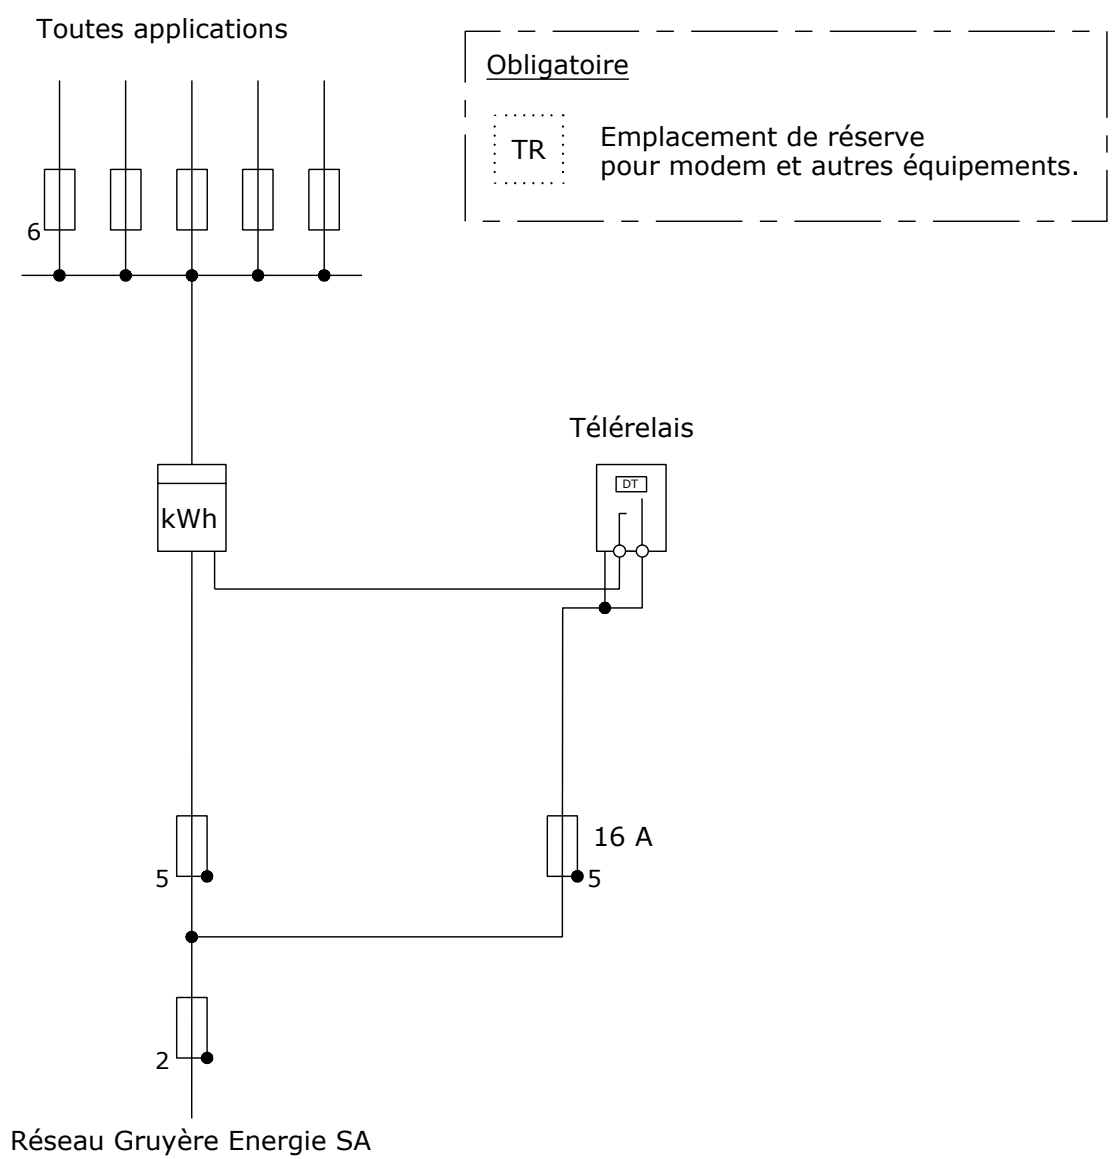 Toutes applications
Obligatoire
TR
Emplacement de réserve
pour modem et autres équipements.
6
Télérelais
DT
kWh
16 A
5
5
2
Réseau Gruyère Energie SA